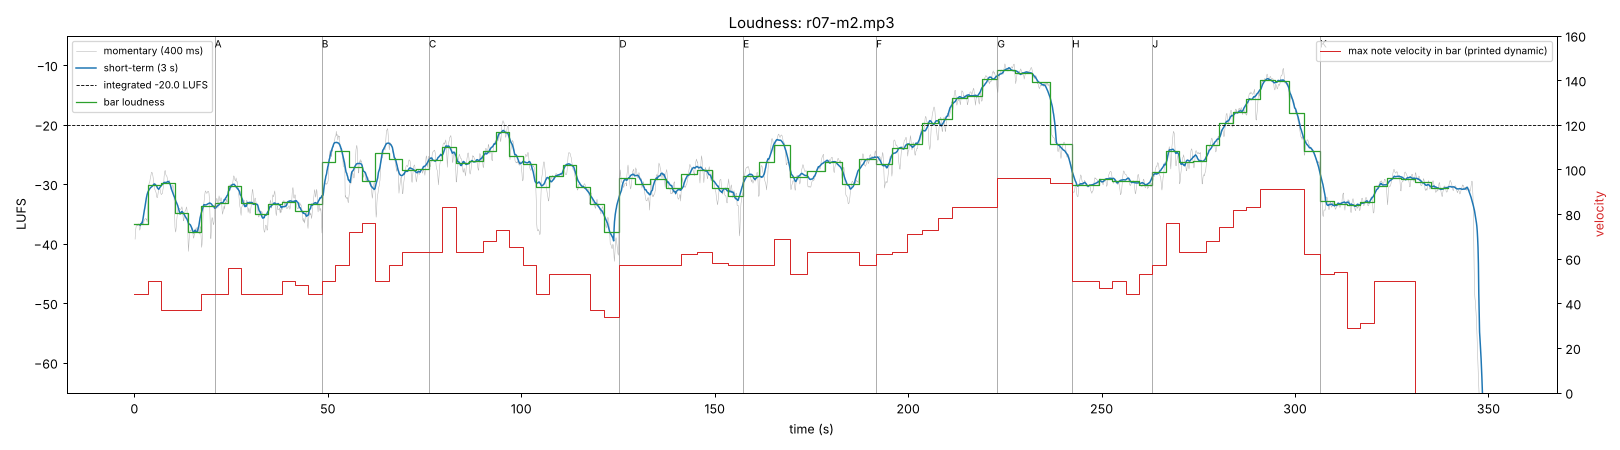 Loudness: r07-m2.mp3
A B C D E F G H J K
momentary (400 ms)
short-term (3 s)
integrated -20.0 LUFS
bar loudness
max note velocity in bar (printed dynamic)
−10
−20
−30
−40
−50
−60
LUFS
160
140
120
100
80
60
40
20
0
velocity
0 50 100 150 200 250 300 350
time (s)